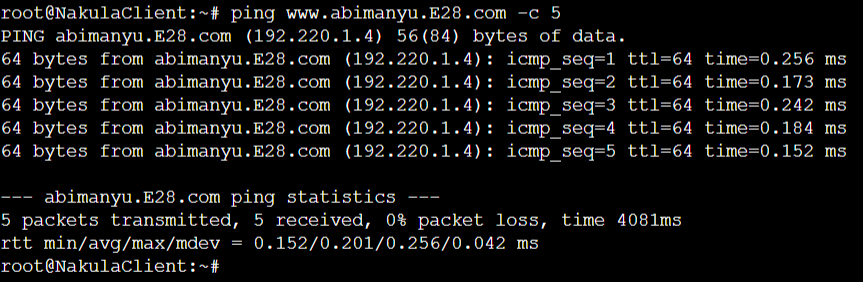 root@NakulaClient:~# ping www.abimanyu.E28.com -c 5
PING abimanyu.E28.com (192.220.1.4) 56(84) bytes of data.
64 bytes from abimanyu.E28.com (192.220.1.4): icmp_seq=1 ttl=64 time=0.256 ms
64 bytes from abimanyu.E28.com (192.220.1.4): icmp_seq=2 ttl=64 time=0.173 ms
64 bytes from abimanyu.E28.com (192.220.1.4): icmp_seq=3 ttl=64 time=0.242 ms
64 bytes from abimanyu.E28.com (192.220.1.4): icmp_seq=4 ttl=64 time=0.184 ms
64 bytes from abimanyu.E28.com (192.220.1.4): icmp_seq=5 ttl=64 time=0.152 ms

--- abimanyu.E28.com ping statistics ---
5 packets transmitted, 5 received, 0% packet loss, time 4081ms
rtt min/avg/max/mdev = 0.152/0.201/0.256/0.042 ms
root@NakulaClient:~#